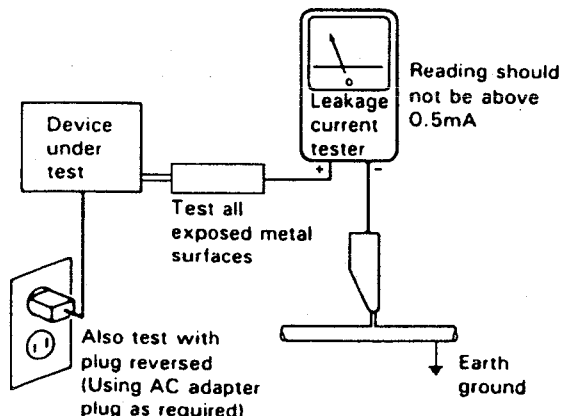 Device
under
test
Leakage
current
tester
+ -
Reading should
not be above
0.5mA
Test all
exposed metal
surfaces
Also test with
plug reversed
(Using AC adapter
plug as required)
Earth
ground